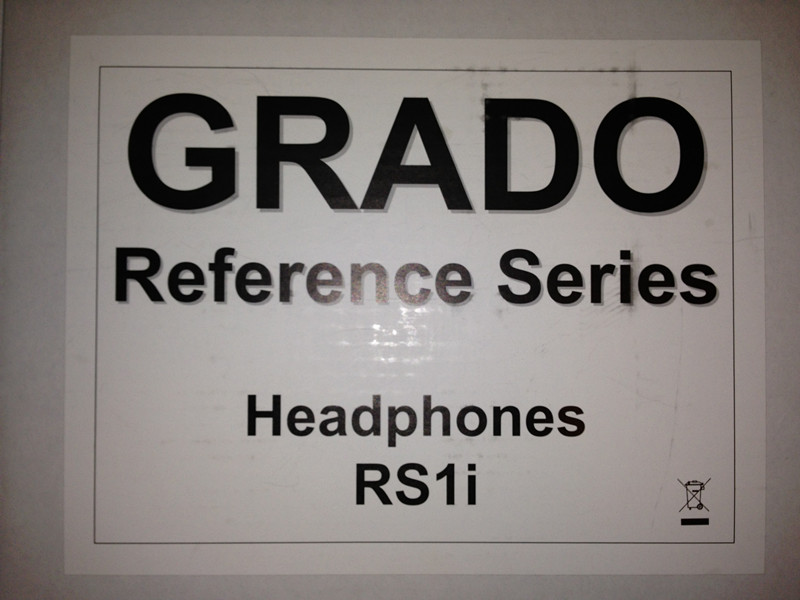 GRADO
Reference Series
Headphones
RS1i